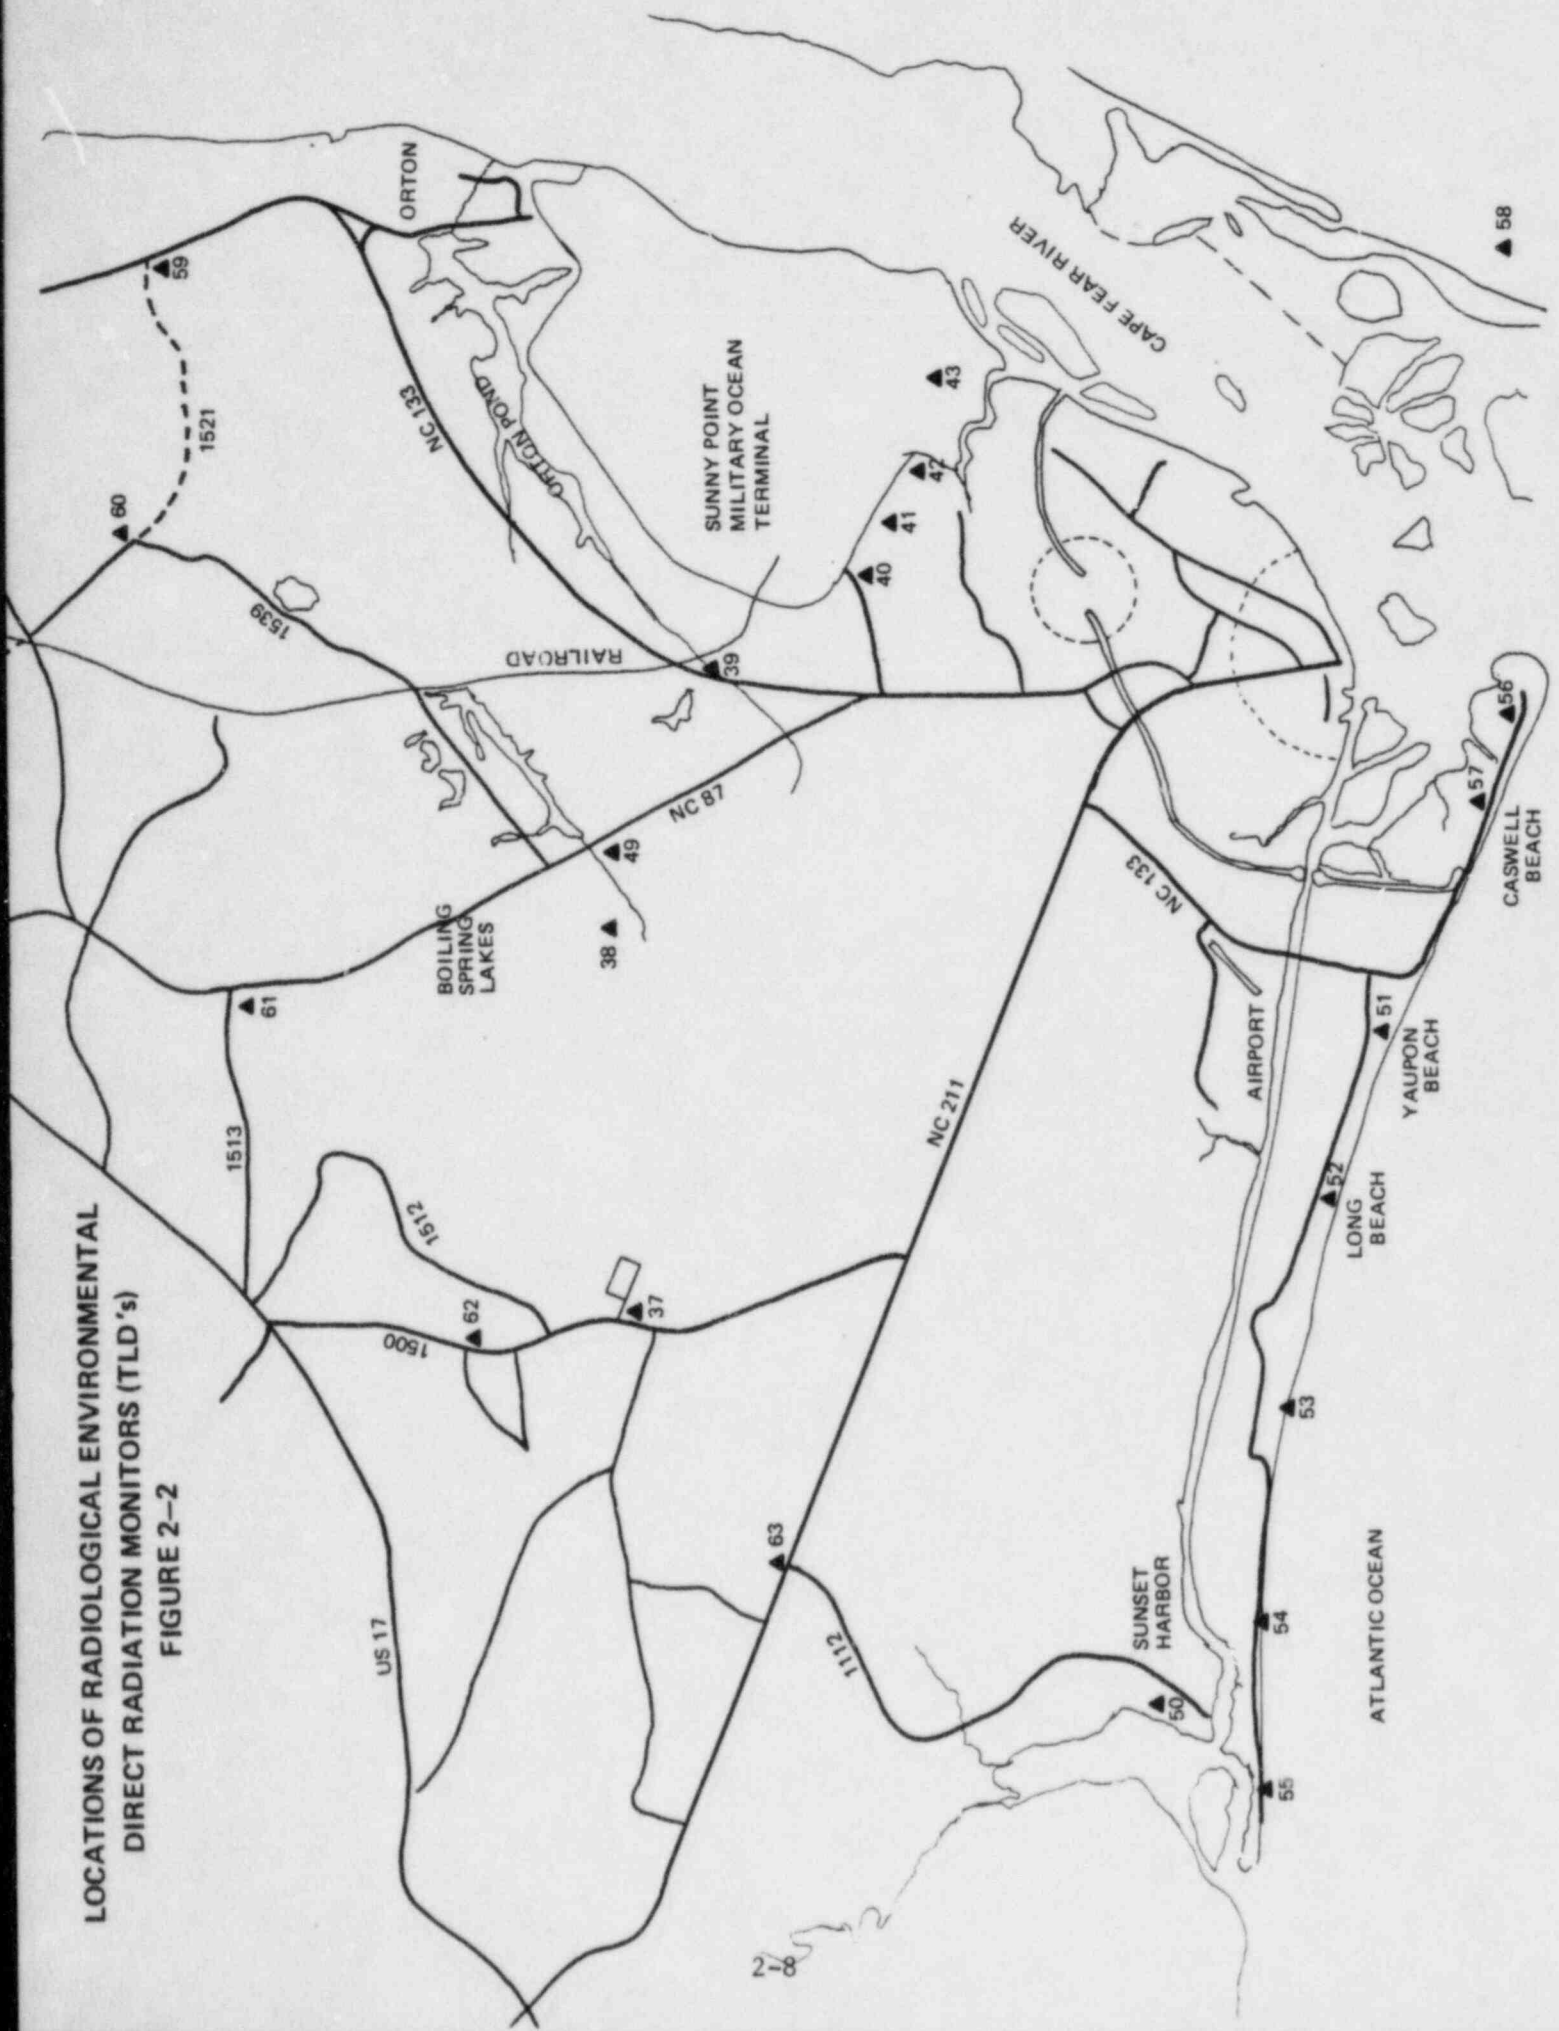 LOCATIONS OF RADIOLOGICAL ENVIRONMENTAL
DIRECT RADIATION MONITORS (TLD's)
FIGURE 2-2
US 17
1500
62
1512
1513
61
37
63
1112
NC 211
SUNSET
HARBOR
50
55
54
53
ATLANTIC OCEAN
LONG
BEACH
52
YAUPON
BEACH
51
AIRPORT
NC 133
CASWELL
BEACH
57
56
58
BOILING
SPRING
LAKES
38
49
NC 87
RAILROAD
39
1539
60
1521
59
ORTON
NC 133
ORTON POND
SUNNY POINT
MILITARY OCEAN
TERMINAL
40
41
42
43
CAPE FEAR RIVER
2-8